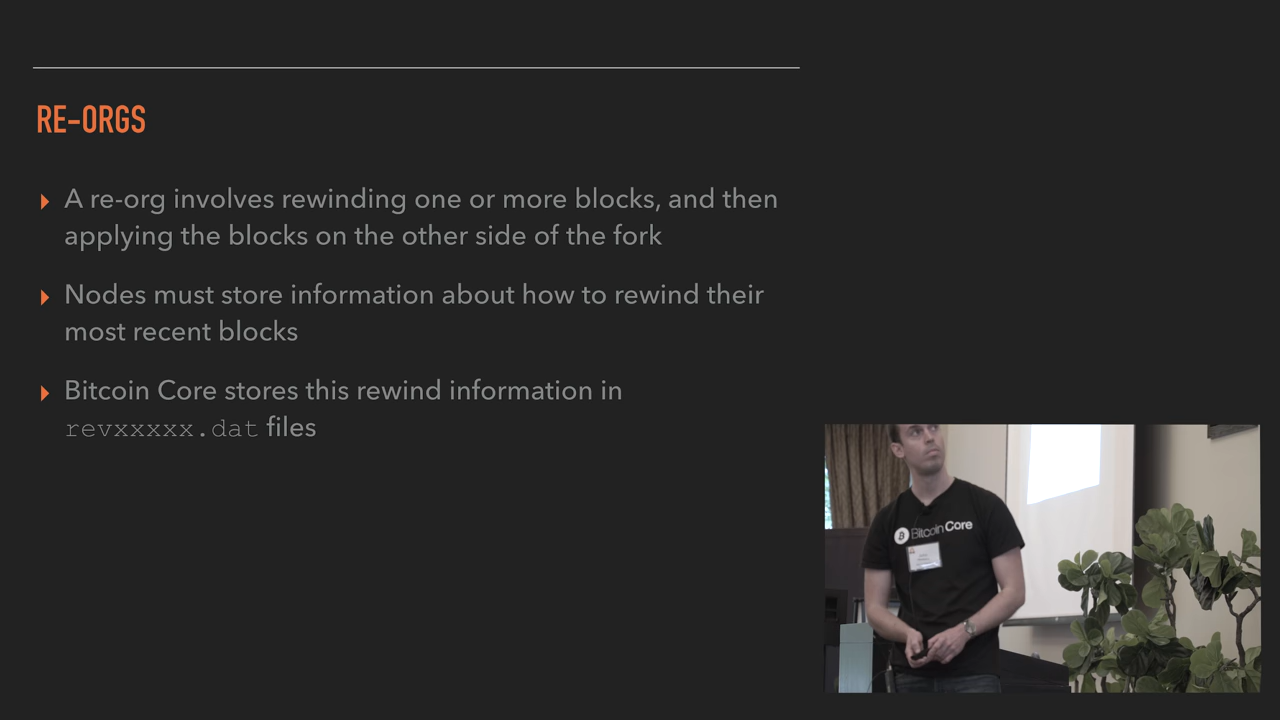 RE-ORGS
A re-org involves rewinding one or more blocks, and then
applying the blocks on the other side of the fork
Nodes must store information about how to rewind their
most recent blocks
Bitcoin Core stores this rewind information in
revxxxxx.dat files
Bitcoin Core